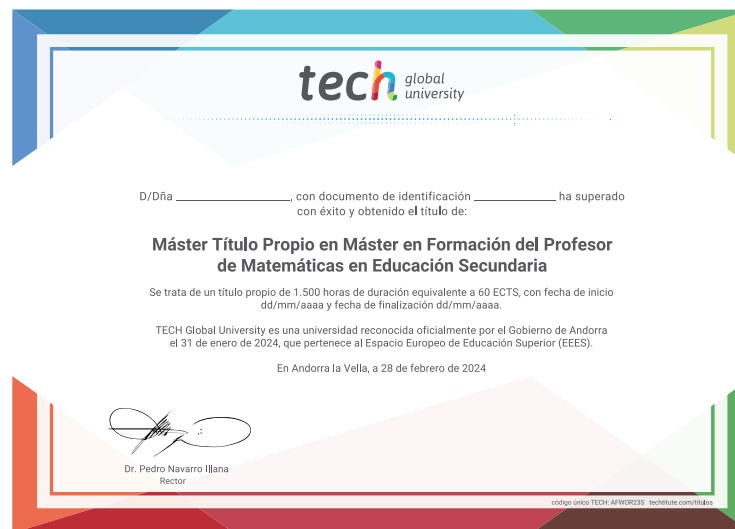 tech global
university
D/Dña ______________, con documento de identificación __________ ha superado
con éxito y obtenido el título de:
Máster Título Propio en Máster en Formación del Profesor
de Matemáticas en Educación Secundaria
Se trata de un título propio de 1.500 horas de duración equivalente a 60 ECTS, con fecha de inicio
dd/mm/aaaa y fecha de finalización dd/mm/aaaa.
TECH Global University es una universidad reconocida oficialmente por el Gobierno de Andorra
el 31 de enero de 2024, que pertenece al Espacio Europeo de Educación Superior (EEES).
En Andorra la Vella, a 28 de febrero de 2024
Dr. Pedro Navarro Illana
Rector
código único TECH: AFWOR23S techtitute.com/titulos